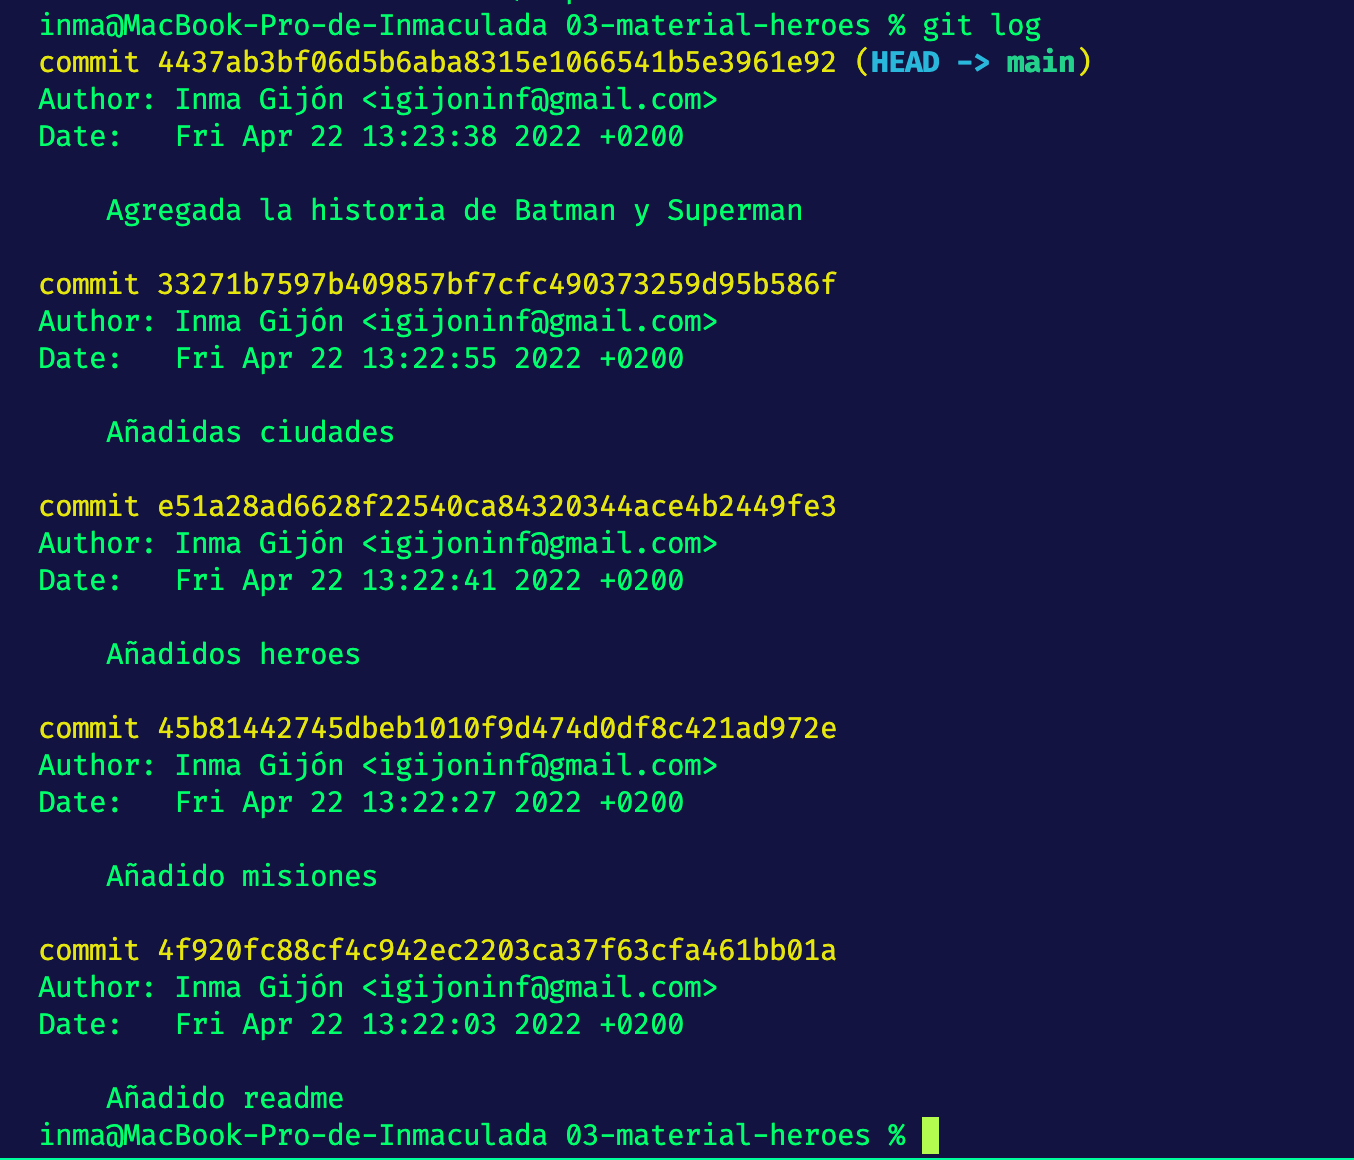 inma@MacBook-Pro-de-Inmaculada 03-material-heroes % git log
commit 4437ab3bf06d5b6aba8315e1066541b5e3961e92 (HEAD -> main)
Author: Inma Gijón <igijoninf@gmail.com>
Date:   Fri Apr 22 13:23:38 2022 +0200
    Agregada la historia de Batman y Superman
commit 33271b7597b409857bf7cfc490373259d95b586f
Author: Inma Gijón <igijoninf@gmail.com>
Date:   Fri Apr 22 13:22:55 2022 +0200
    Añadidas ciudades
commit e51a28ad6628f22540ca84320344ace4b2449fe3
Author: Inma Gijón <igijoninf@gmail.com>
Date:   Fri Apr 22 13:22:41 2022 +0200
    Añadidos heroes
commit 45b81442745dbeb1010f9d474d0df8c421ad972e
Author: Inma Gijón <igijoninf@gmail.com>
Date:   Fri Apr 22 13:22:27 2022 +0200
    Añadido misiones
commit 4f920fc88cf4c942ec2203ca37f63cfa461bb01a
Author: Inma Gijón <igijoninf@gmail.com>
Date:   Fri Apr 22 13:22:03 2022 +0200
    Añadido readme
inma@MacBook-Pro-de-Inmaculada 03-material-heroes %